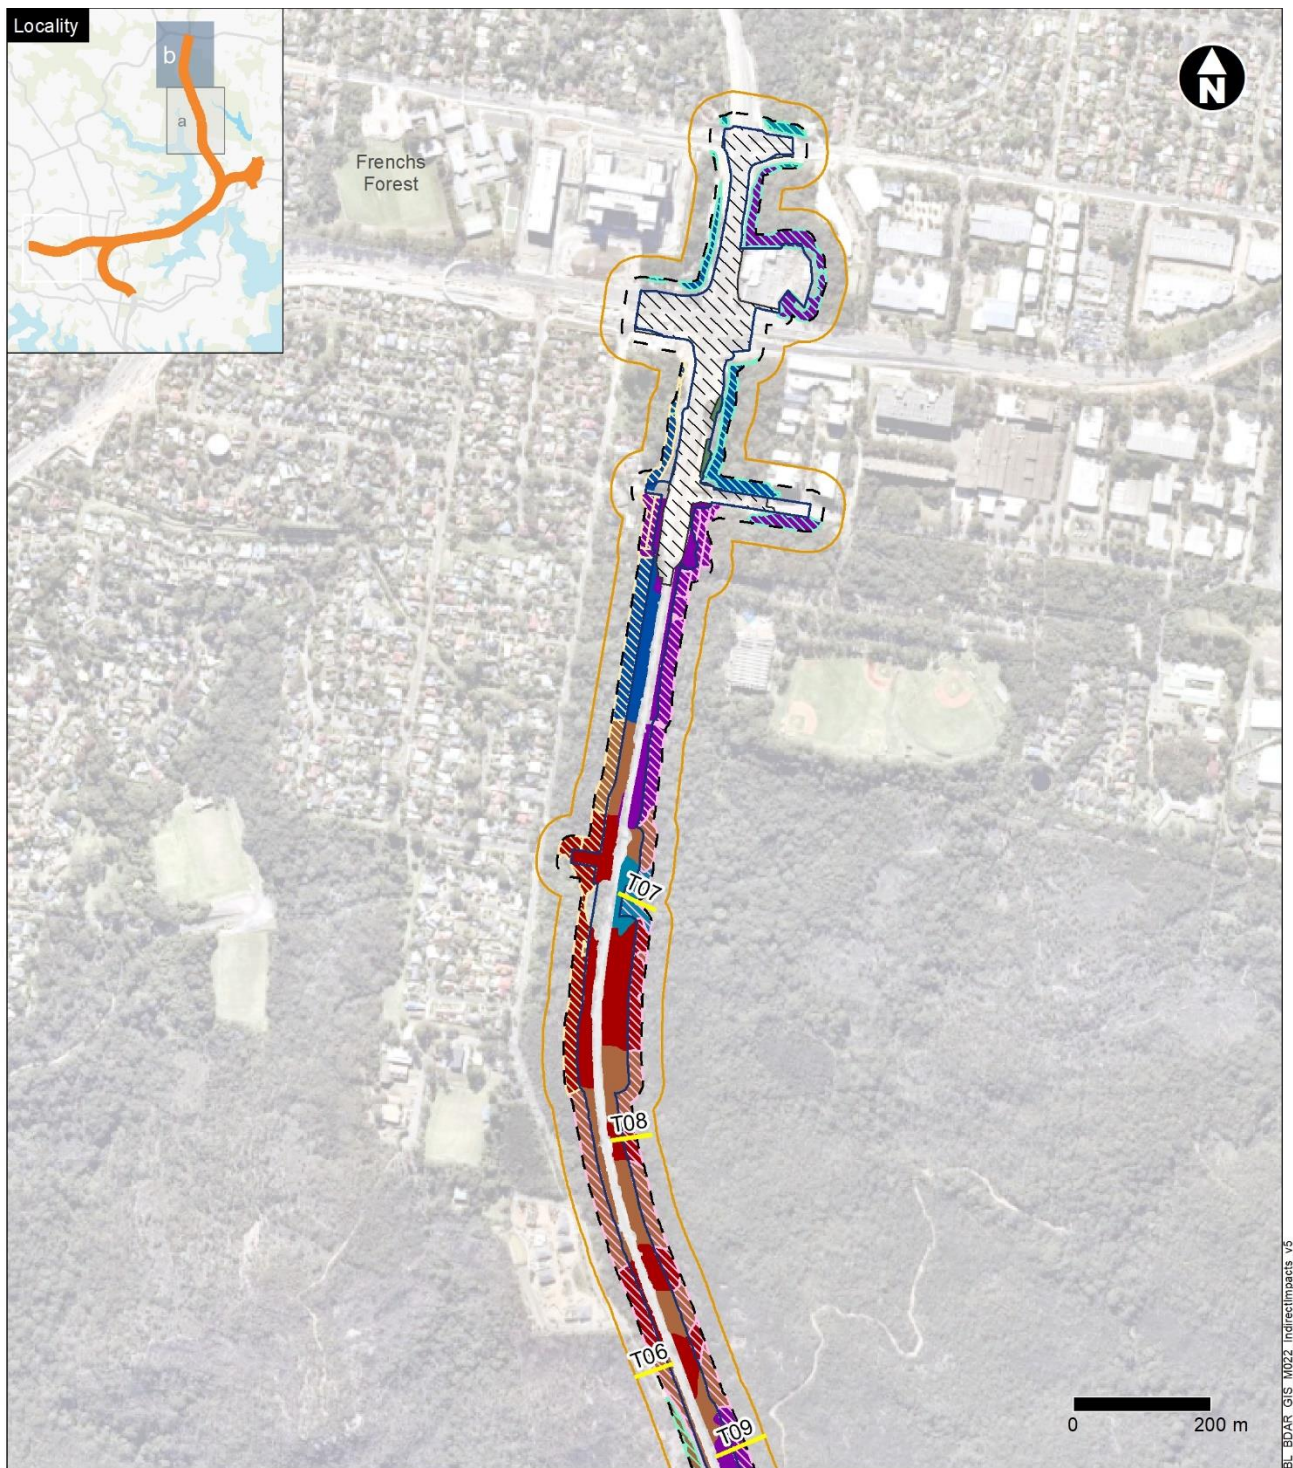 Locality
b
a
N
Frenchs
Forest
T07
T08
T06
T09
0
200 m
BL_BDAR_GIS_M022_IndirectImpacts_v5